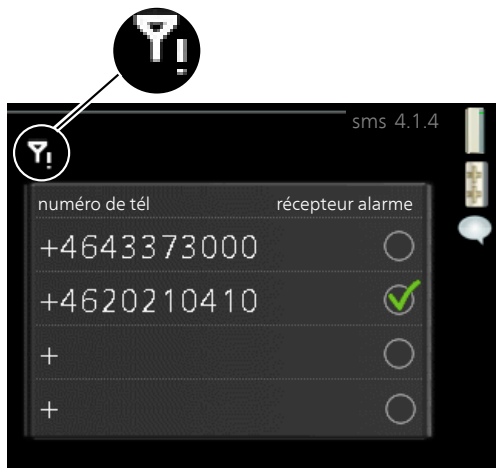 sms 4.1.4
numéro de tél récepteur alarme
+4643373000
+4620210410
+
+